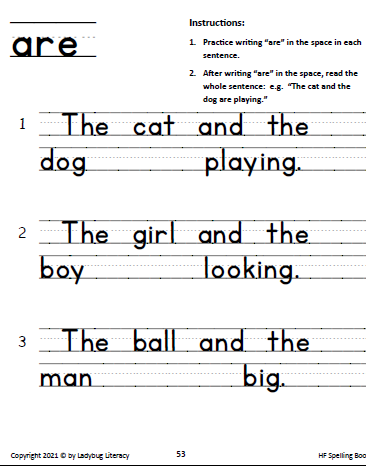 are
Instructions:
1. Practice writing "are" in the space in each
sentence.
2. After writing "are" in the space, read the
whole sentence: e.g. "The cat and the
dog are playing."
1 The cat and the
dog playing.
2 The girl and the
boy looking.
3 The ball and the
man big.
Copyright 2021 © by Ladybug Literacy 53 HF Spelling Boo